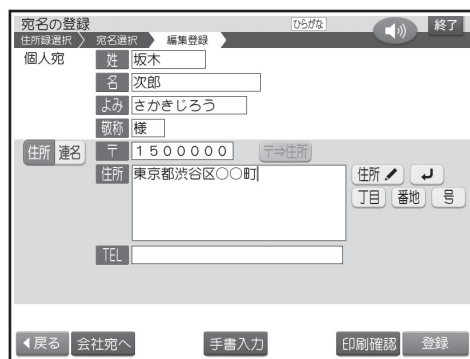 宛名の登録 ひらがな 終了
住所録選択 宛名選択 編集登録
個人宛 姓 坂木
名 次郎
よみ さかきじろう
敬称 様
住所 連名 〒 1500000 〒⇒住所
住所 東京都渋谷区○○町 住所
丁目 番地 号
TEL
戻る 会社宛へ 手書入力 印刷確認 登録